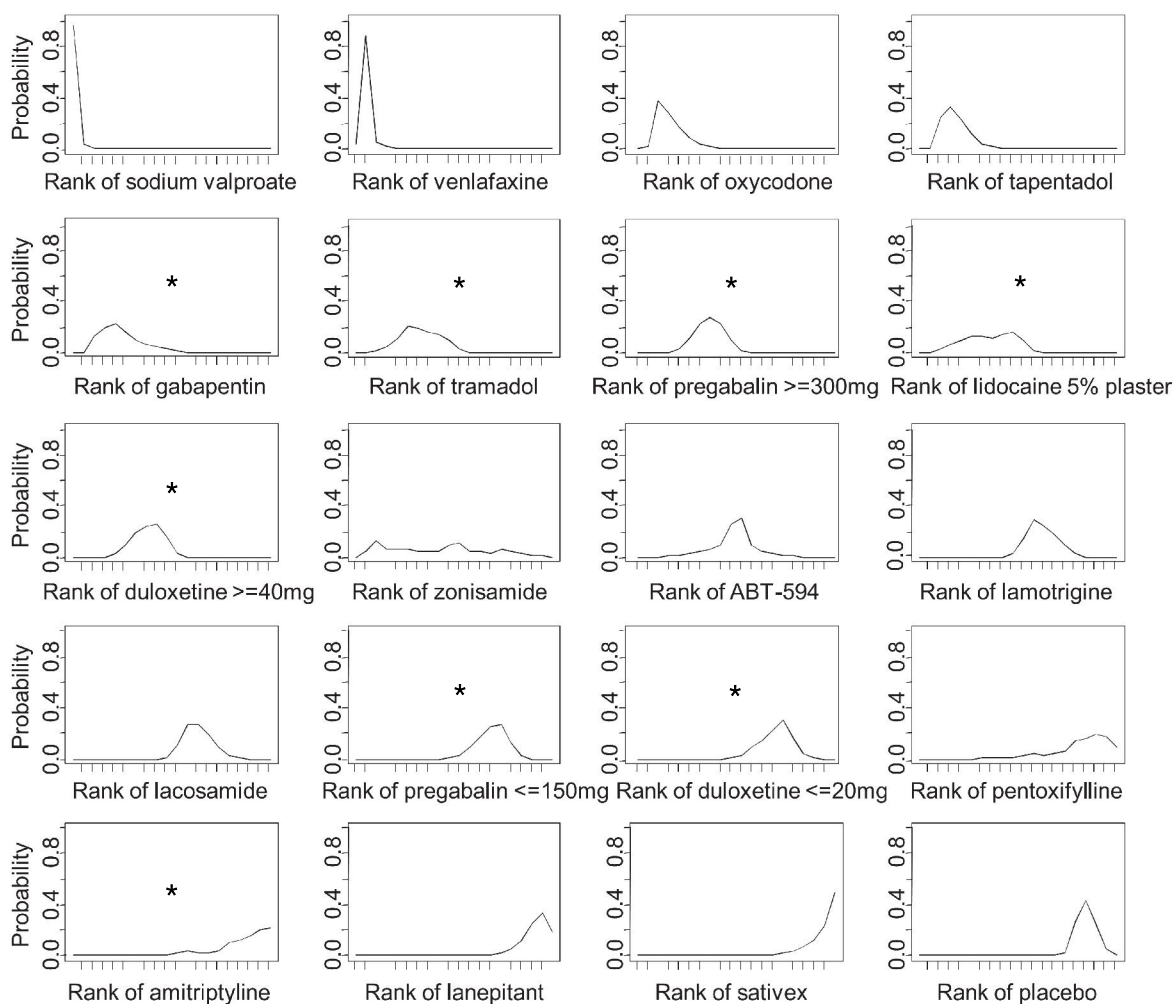 Probability
0.0 0.4 0.8
0.0 0.4 0.8
0.0 0.4 0.8
0.0 0.4 0.8
Rank of sodium valproate
Rank of venlafaxine
Rank of oxycodone
Rank of tapentadol
Probability
0.0 0.4 0.8
*
0.0 0.4 0.8
*
0.0 0.4 0.8
*
0.0 0.4 0.8
*
Rank of gabapentin
Rank of tramadol
Rank of pregabalin >=300mg
Rank of lidocaine 5% plaster
Probability
0.0 0.4 0.8
*
0.0 0.4 0.8
0.0 0.4 0.8
0.0 0.4 0.8
Rank of duloxetine >=40mg
Rank of zonisamide
Rank of ABT-594
Rank of lamotrigine
Probability
0.0 0.4 0.8
0.0 0.4 0.8
*
0.0 0.4 0.8
*
0.0 0.4 0.8
Rank of lacosamide
Rank of pregabalin <=150mg
Rank of duloxetine <=20mg
Rank of pentoxifylline
Probability
0.0 0.4 0.8
*
0.0 0.4 0.8
0.0 0.4 0.8
0.0 0.4 0.8
Rank of amitriptyline
Rank of lanepitant
Rank of sativex
Rank of placebo